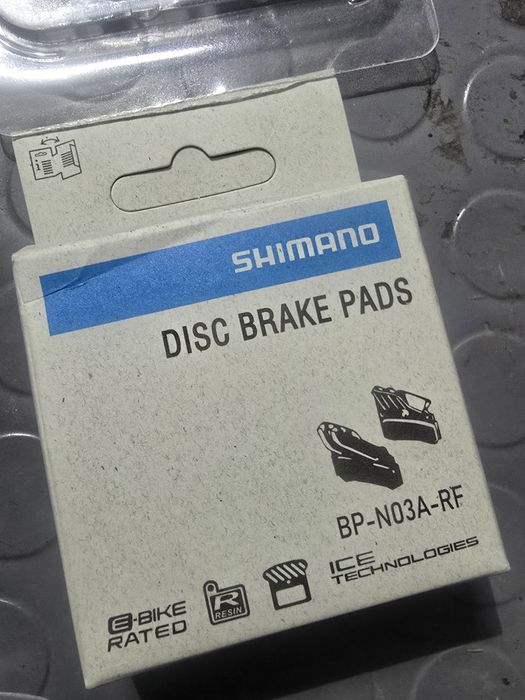 SHIMANO
DISC BRAKE PADS
BP-N03A-RF
E-BIKE
RATED
R
RESIN
ICE
TECHNOLOGIES